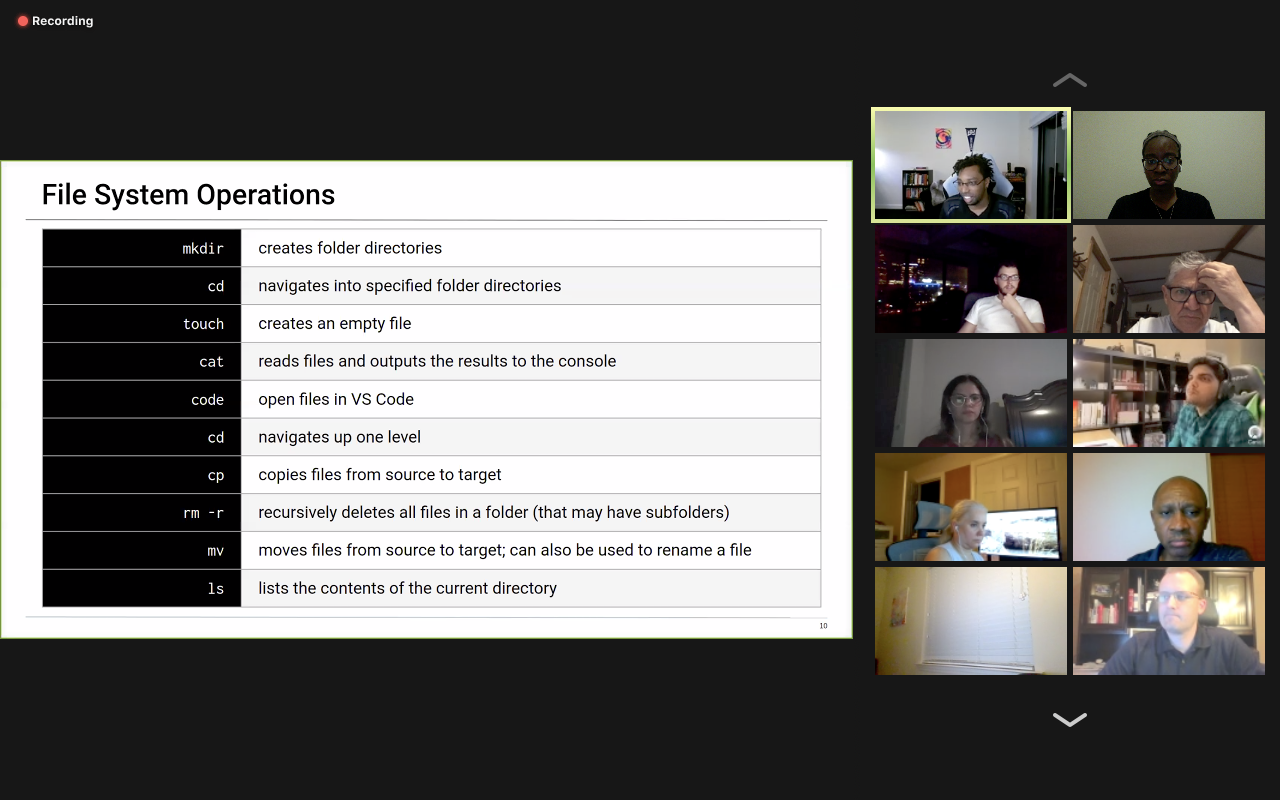 Recording
File System Operations
mkdir creates folder directories
cd navigates into specified folder directories
touch creates an empty file
cat reads files and outputs the results to the console
code open files in VS Code
cd navigates up one level
cp copies files from source to target
rm -r recursively deletes all files in a folder (that may have subfolders)
mv moves files from source to target; can also be used to rename a file
ls lists the contents of the current directory
10